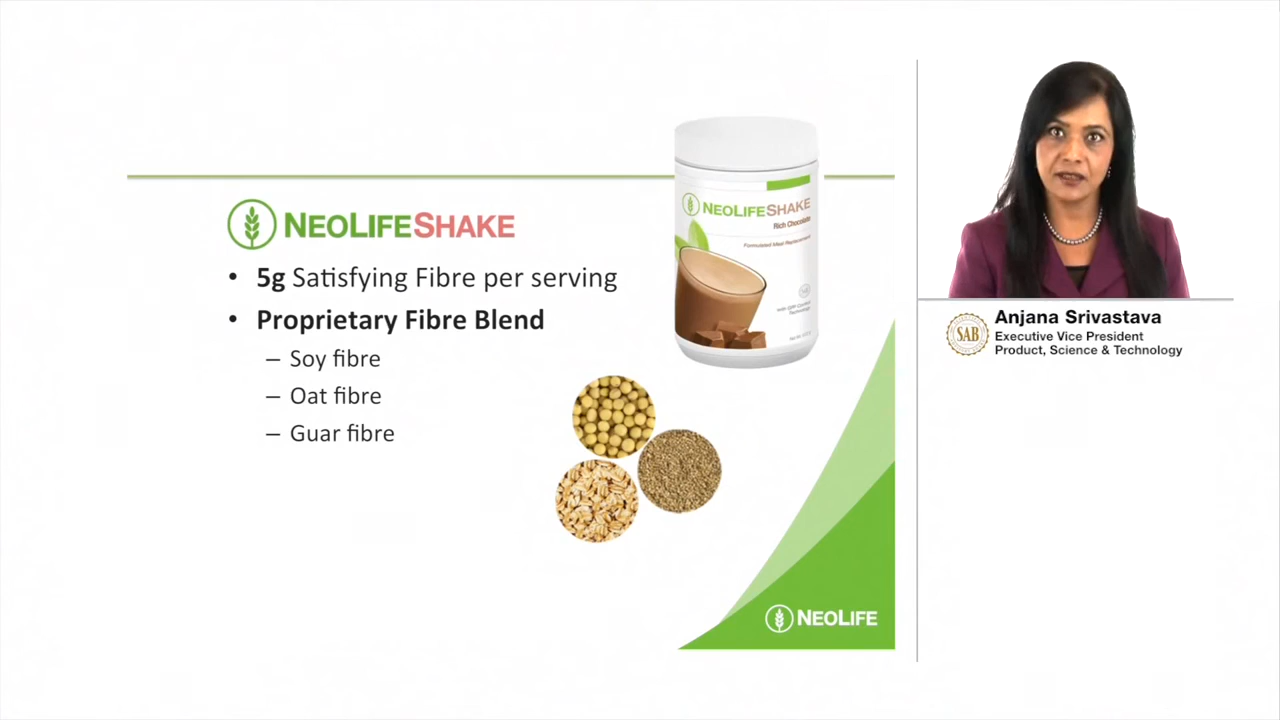 NEOLIFESHAKE
• 5g Satisfying Fibre per serving
• Proprietary Fibre Blend
– Soy fibre
– Oat fibre
– Guar fibre
NEOLIFESHAKE
Rich Chocolate
Formulated Meal Replacement
Technology
NEOLIFE
SAB
Anjana Srivastava
Executive Vice President
Product, Science & Technology